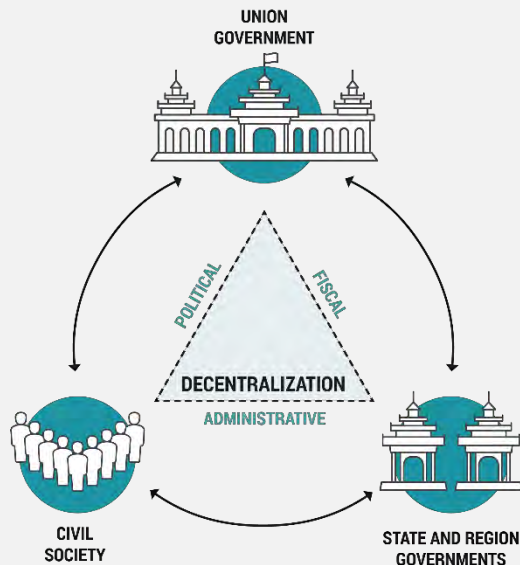 UNION
GOVERNMENT
POLITICAL
FISCAL
DECENTRALIZATION
ADMINISTRATIVE
CIVIL
SOCIETY
STATE AND REGION
GOVERNMENTS